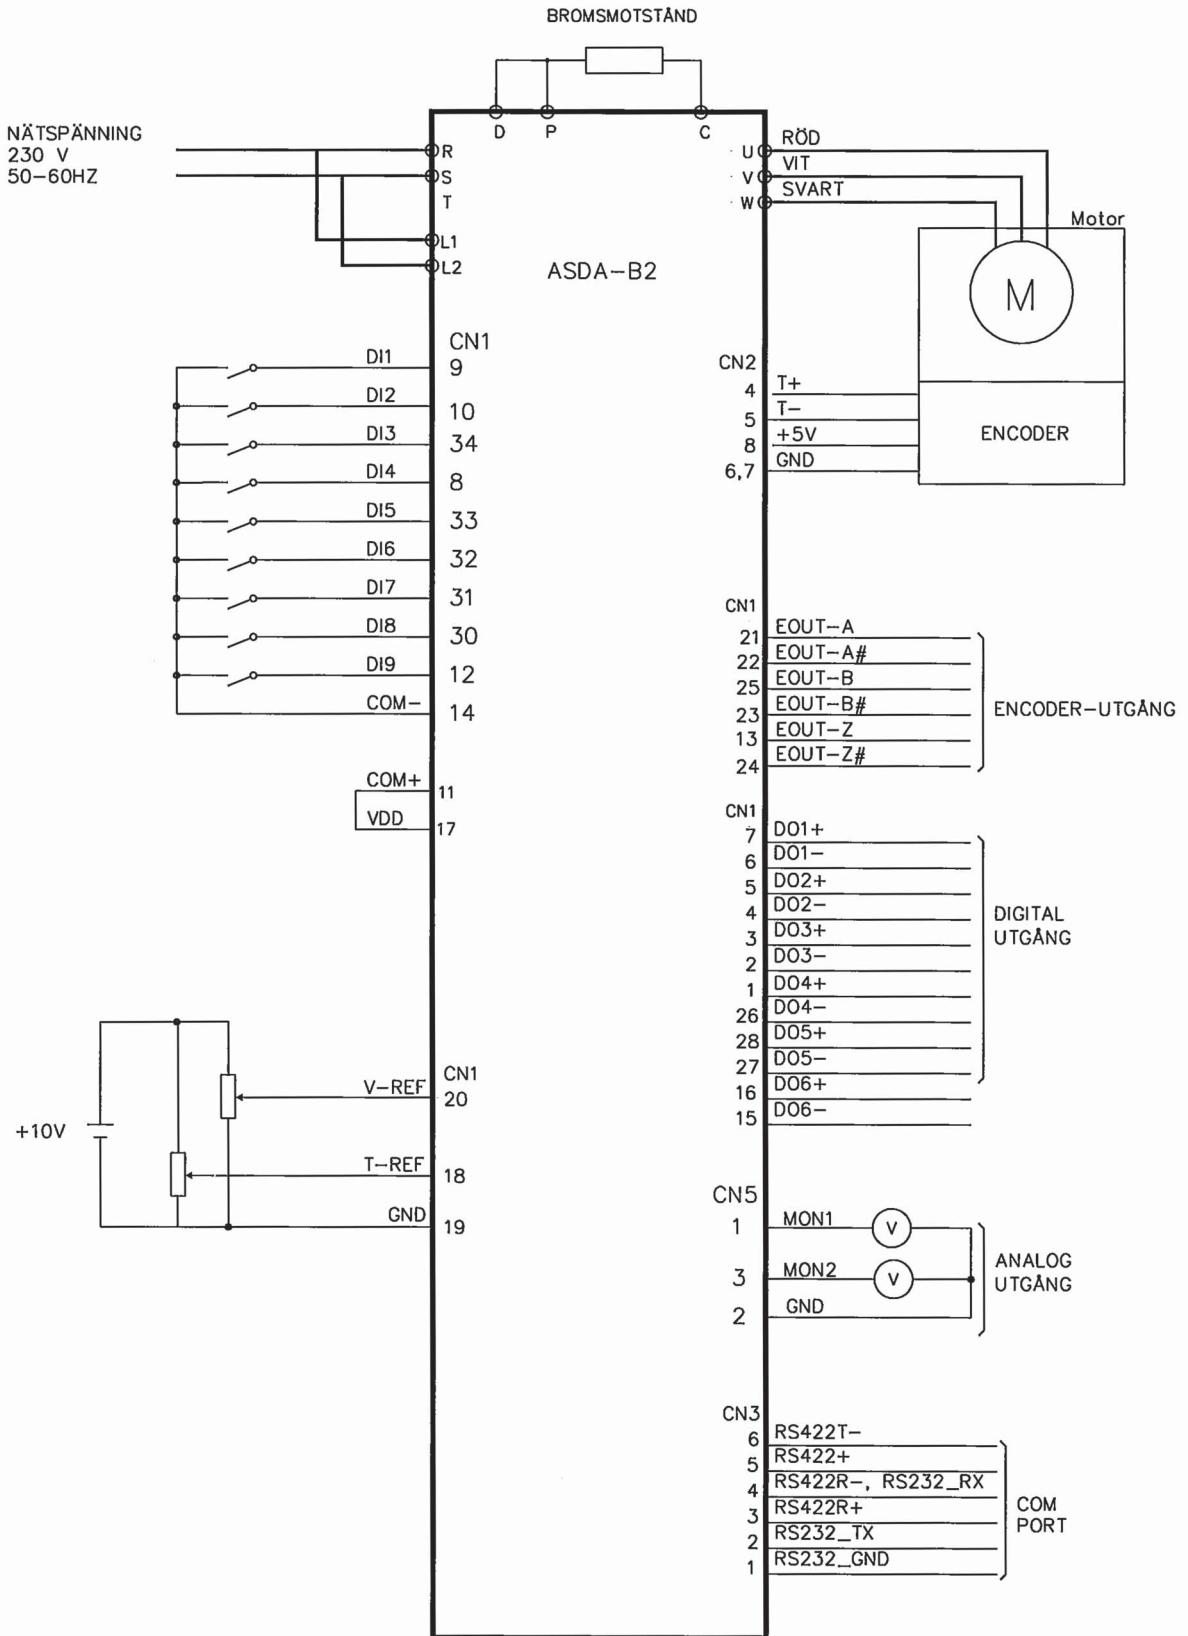 BROMSMOTSTÅND
D P C
NÄTSPÄNNING
230 V
50-60HZ
R
S
T
L1
L2
ASDA-B2
U RÖD
V VIT
W SVART
Motor
M
ENCODER
CN2
4 T+
5 T-
8 +5V
6,7 GND
CN1
DI1 9
DI2 10
DI3 34
DI4 8
DI5 33
DI6 32
DI7 31
DI8 30
DI9 12
COM- 14
COM+ 11
VDD 17
CN1
21 EOUT-A
22 EOUT-A#
25 EOUT-B
23 EOUT-B#
13 EOUT-Z
24 EOUT-Z#
ENCODER-UTGÅNG
CN1
7 DO1+
6 DO1-
5 DO2+
4 DO2-
3 DO3+
2 DO3-
1 DO4+
26 DO4-
28 DO5+
27 DO5-
16 DO6+
15 DO6-
DIGITAL
UTGÅNG
+10V
CN1
V-REF 20
T-REF 18
GND 19
CN5
1 MON1 V
3 MON2 V
2 GND
ANALOG
UTGÅNG
CN3
6 RS422T-
5 RS422+
4 RS422R-, RS232_RX
3 RS422R+
2 RS232_TX
1 RS232_GND
COM
PORT